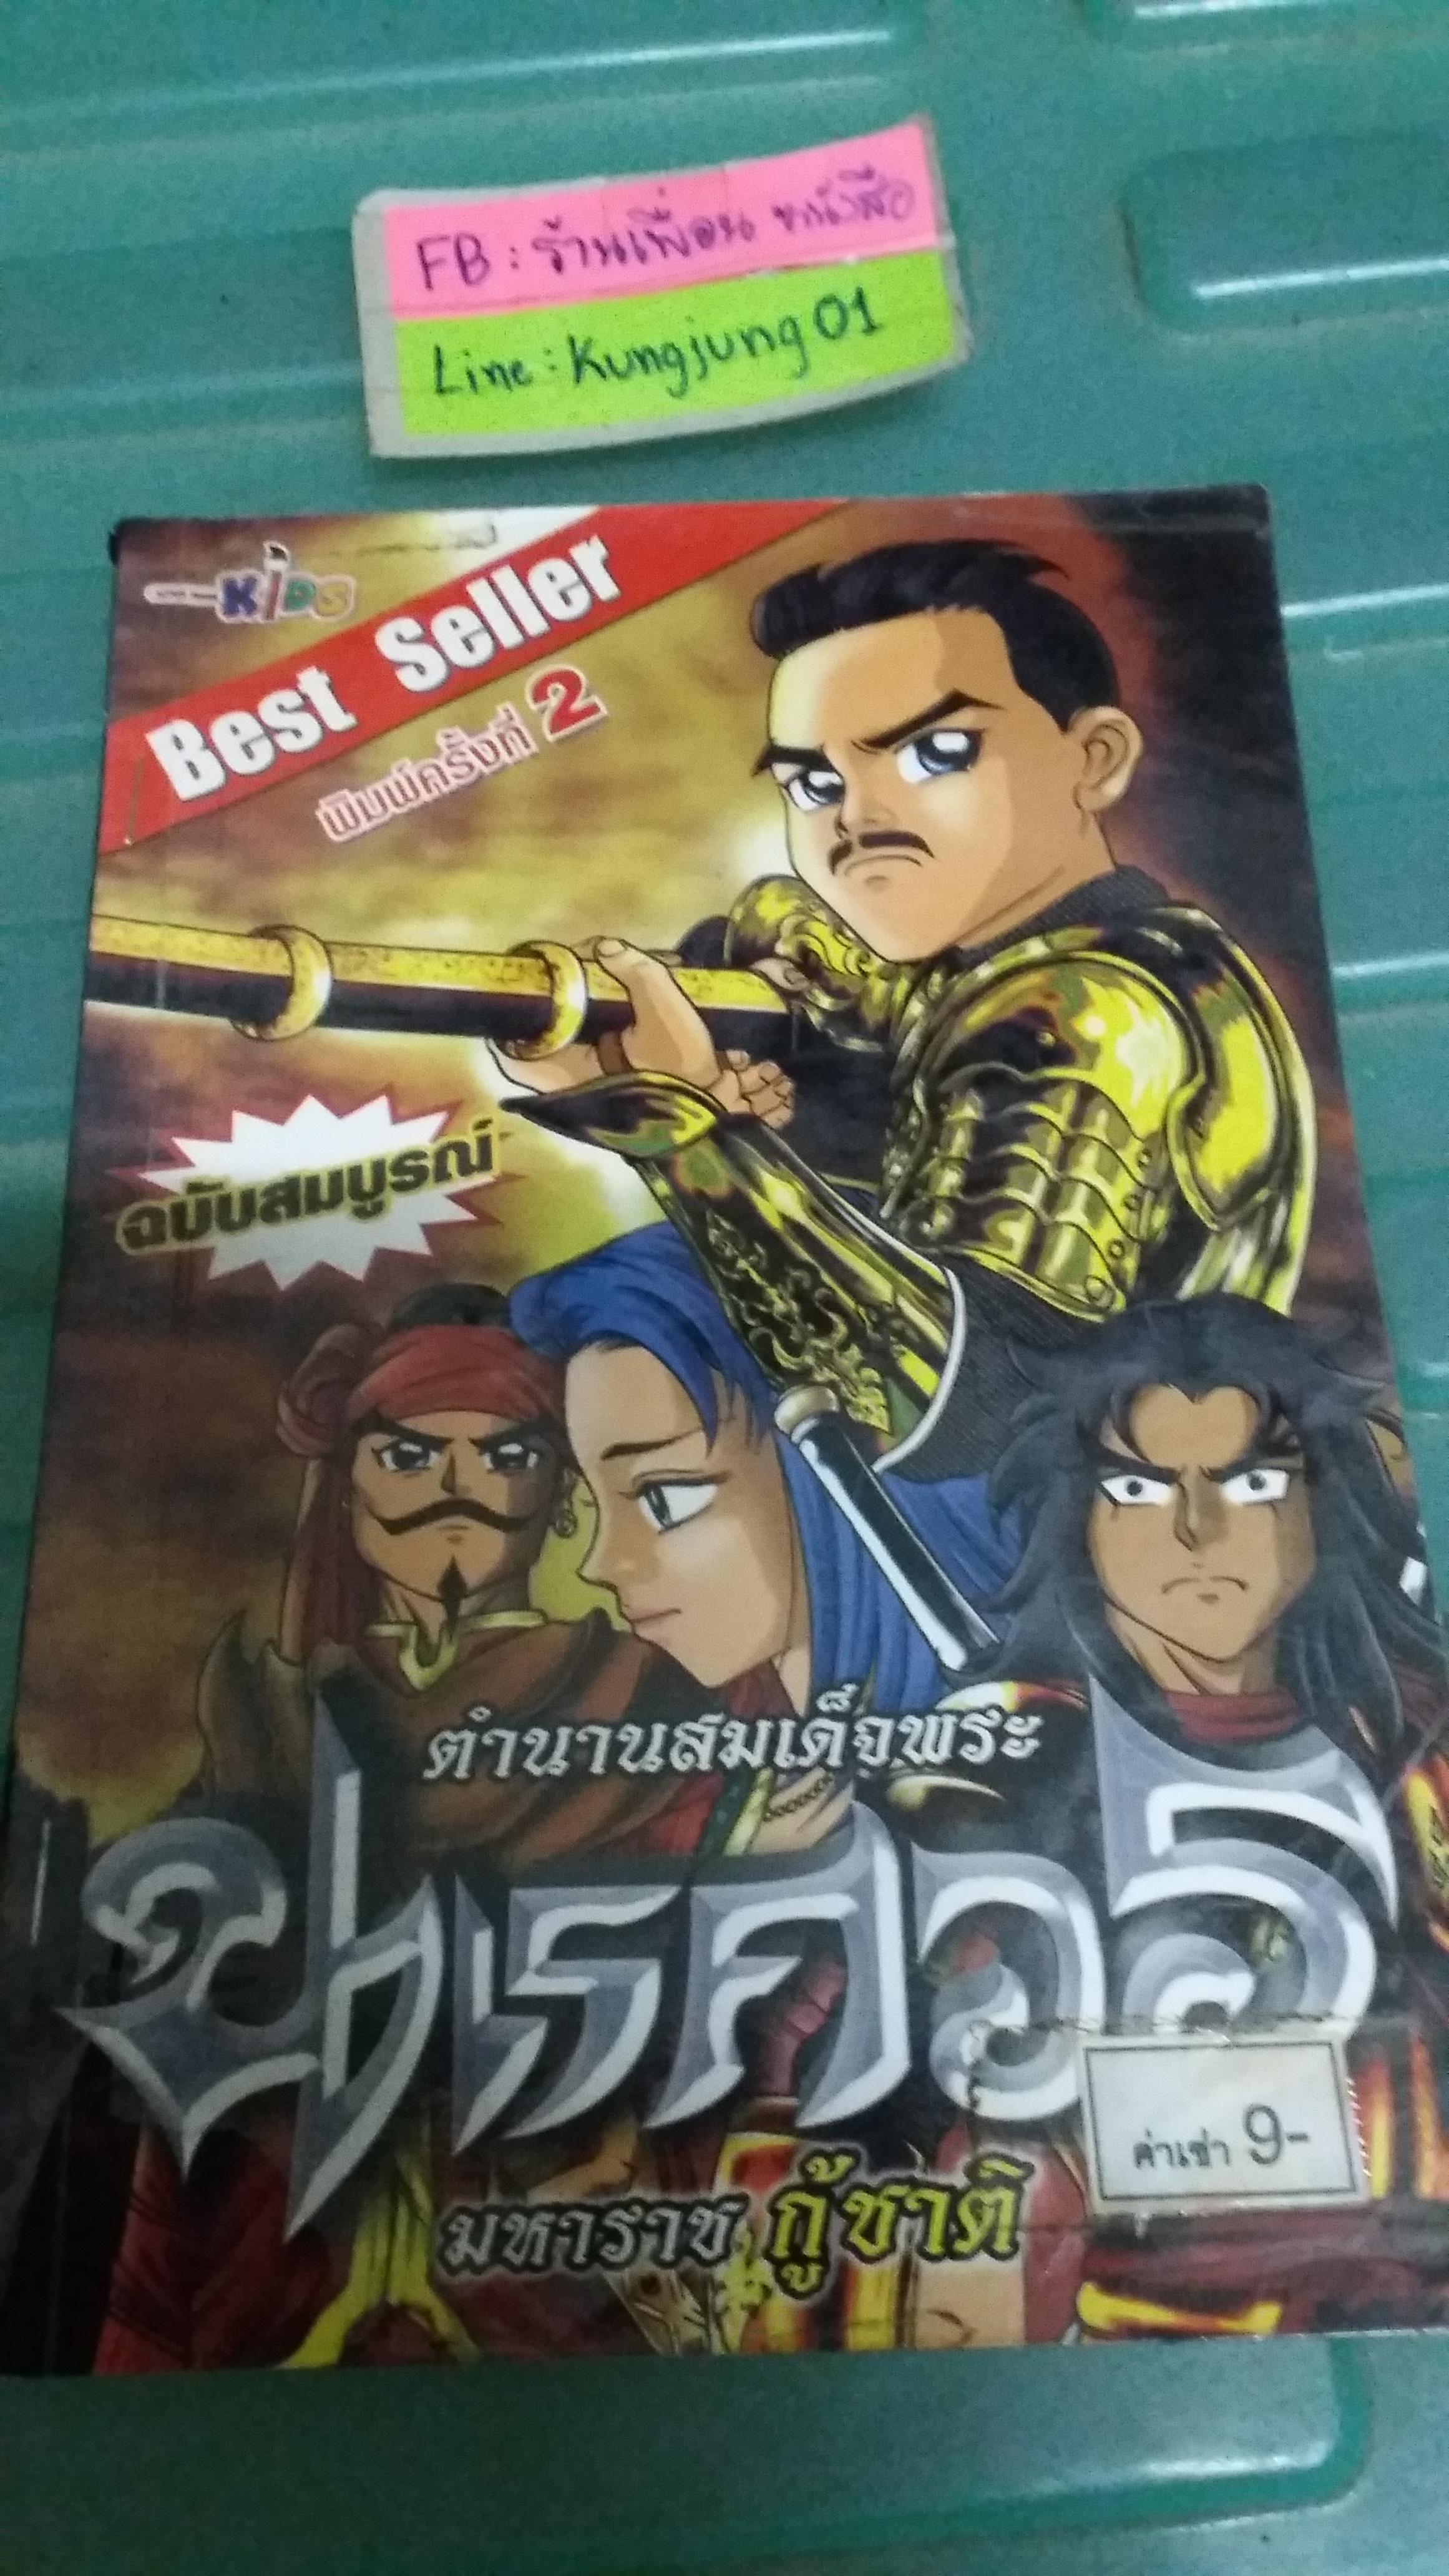 FB : ร้านเพื่อน หนังสือ
Line : Kungjung01
KiDS
Best Seller
พิมพ์ครั้งที่ 2
ฉบับสมบูรณ์
ตำนานสมเด็จพระ
นเรศวร
มหาราช กู้ชาติ
ค่าเช่า 9-